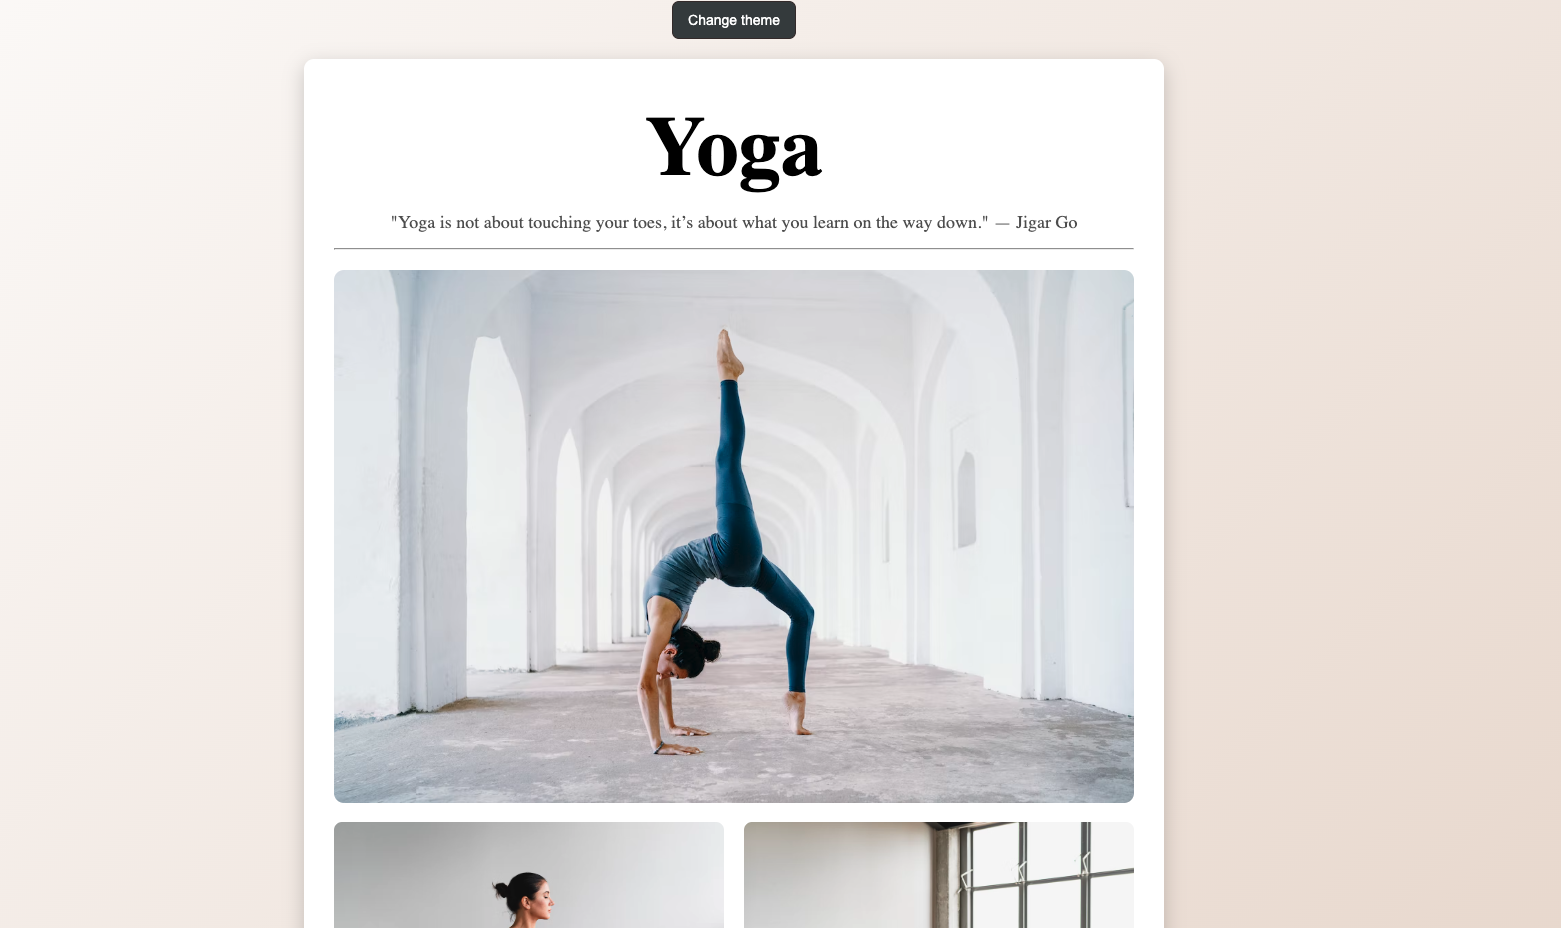 Change theme
Yoga
"Yoga is not about touching your toes, it’s about what you learn on the way down." — Jigar Go